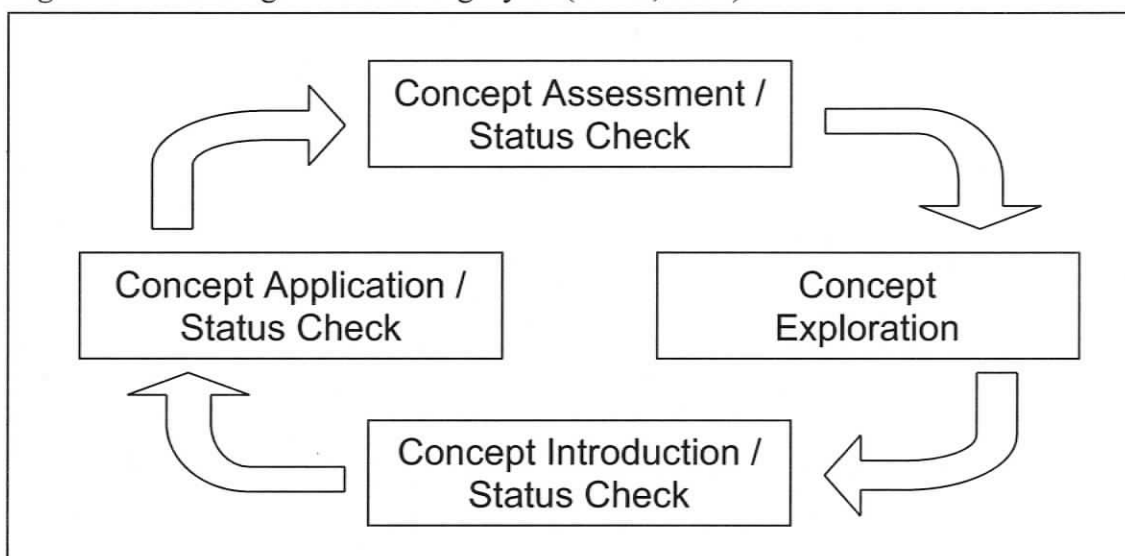 Concept Assessment /
Status Check
Concept Application /
Status Check
Concept
Exploration
Concept Introduction /
Status Check